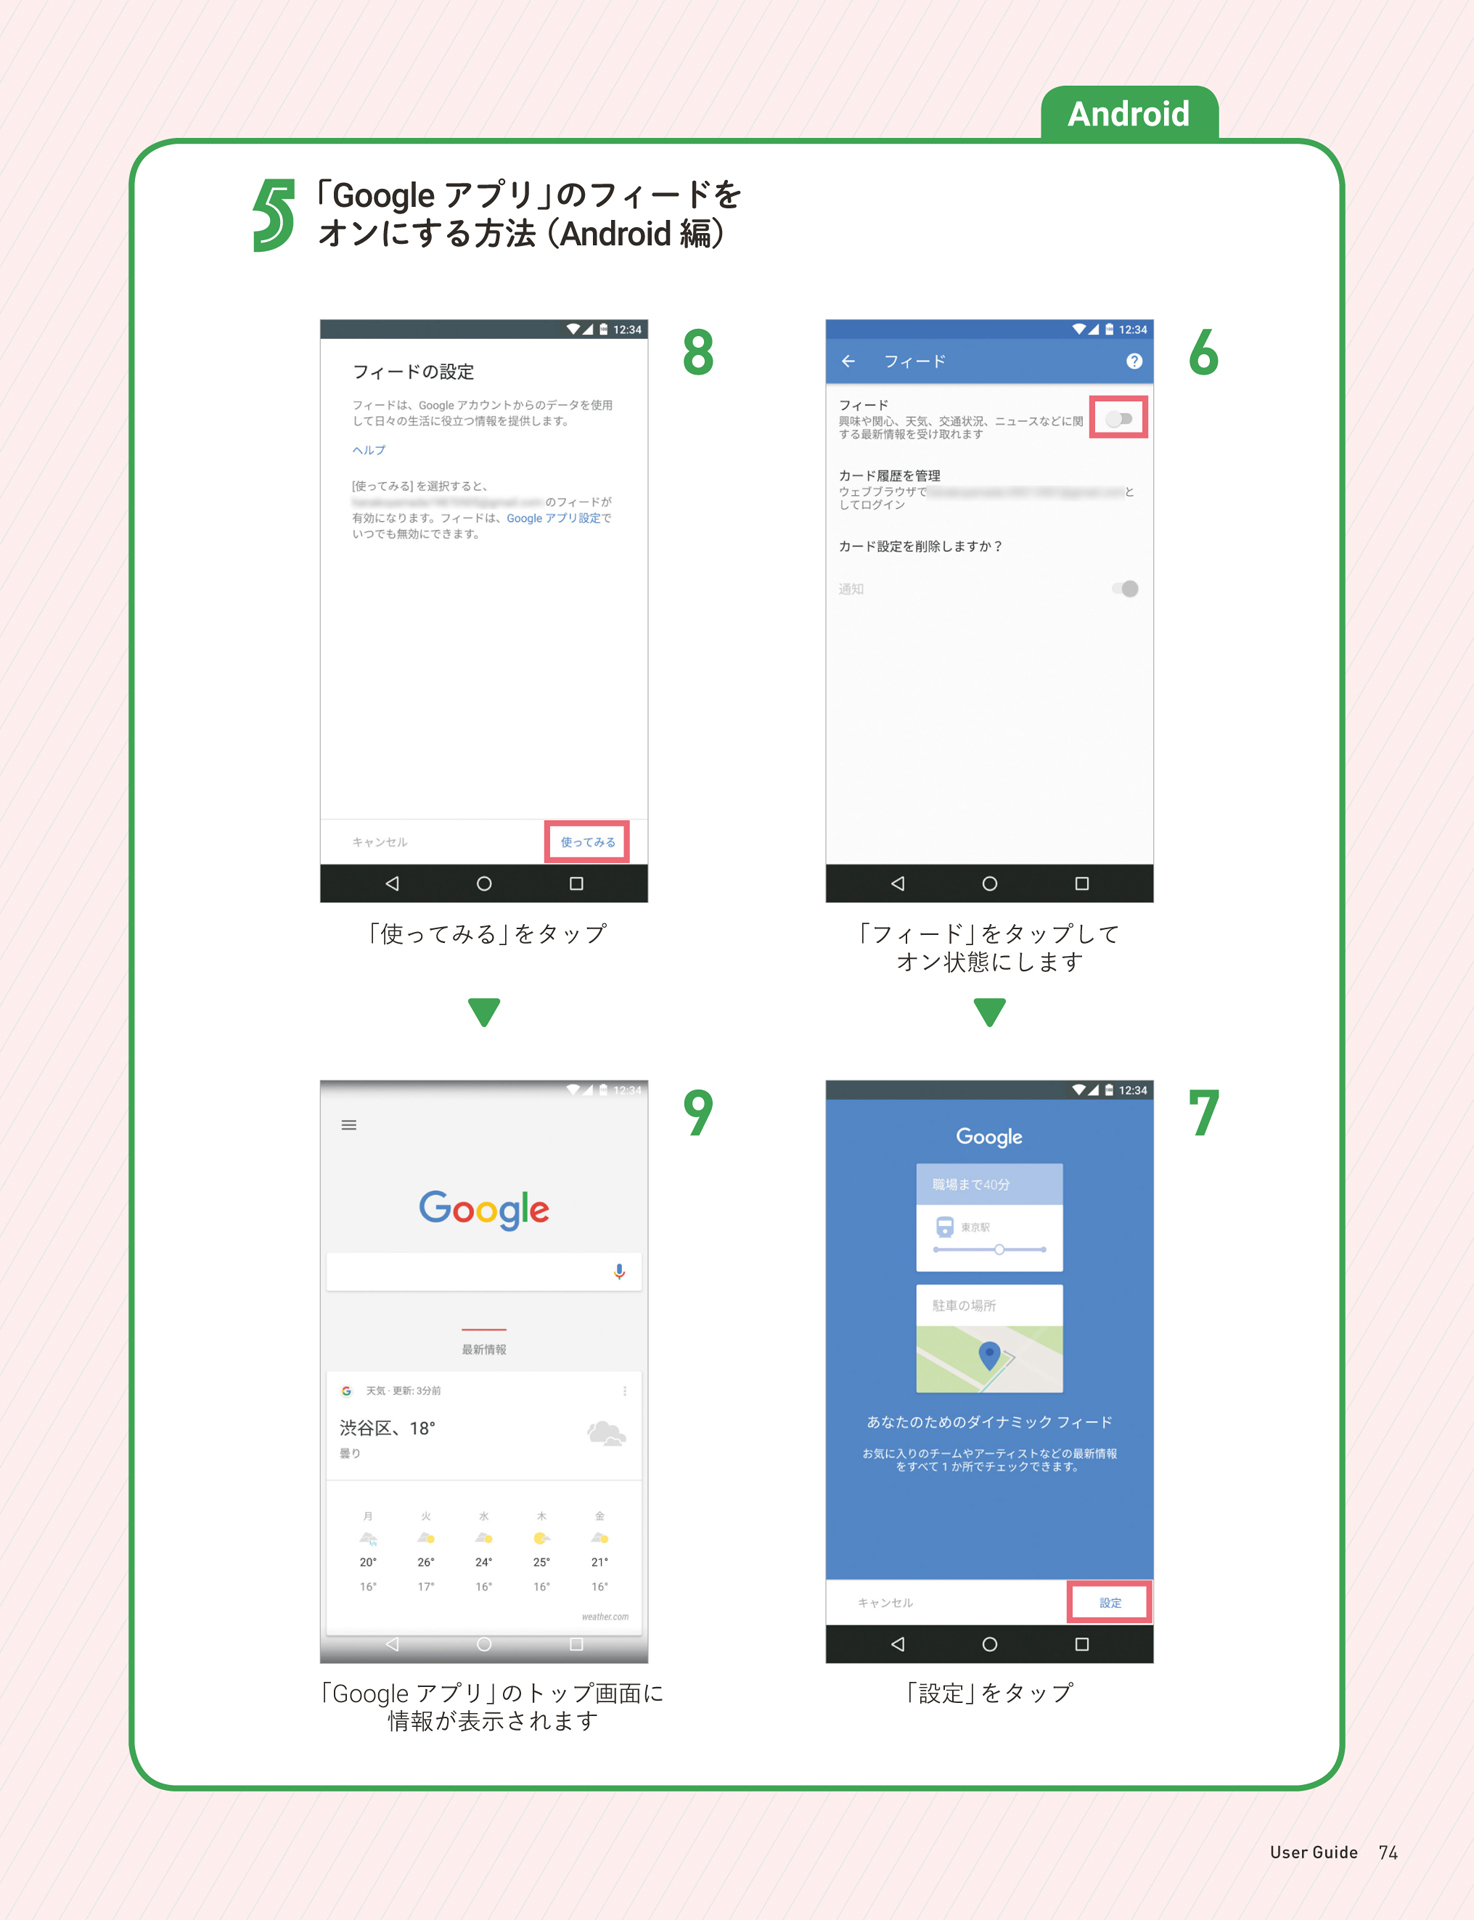 Android
5
「Google アプリ」のフィードを
オンにする方法（Android 編）
6
12:34
フィード
フィード
興味や関心、天気、交通状況、ニュースなどに関
する最新情報を受け取れます
カード履歴を管理
ウェブブラウザで
と
してログイン
カード設定を削除しますか？
通知
「フィード」をタップして
オン状態にします
7
12:34
Google
職場まで40分
東京駅
駐車の場所
あなたのためのダイナミック フィード
お気に入りのチームやアーティストなどの最新情報
をすべて 1 か所でチェックできます。
キャンセル
設定
「設定」をタップ
8
12:34
フィードの設定
フィードは、Google アカウントからのデータを使用
して日々の生活に役立つ情報を提供します。
ヘルプ
[使ってみる] を選択すると、
のフィードが
有効になります。フィードは、Google アプリ設定で
いつでも無効にできます。
キャンセル
使ってみる
「使ってみる」をタップ
9
12:34
Google
最新情報
G 天気 · 更新: 3分前
渋谷区、18°
曇り
月 火 水 木 金
20° 26° 24° 25° 21°
16° 17° 16° 16° 16°
weather.com
「Google アプリ」のトップ画面に
情報が表示されます
User Guide 74